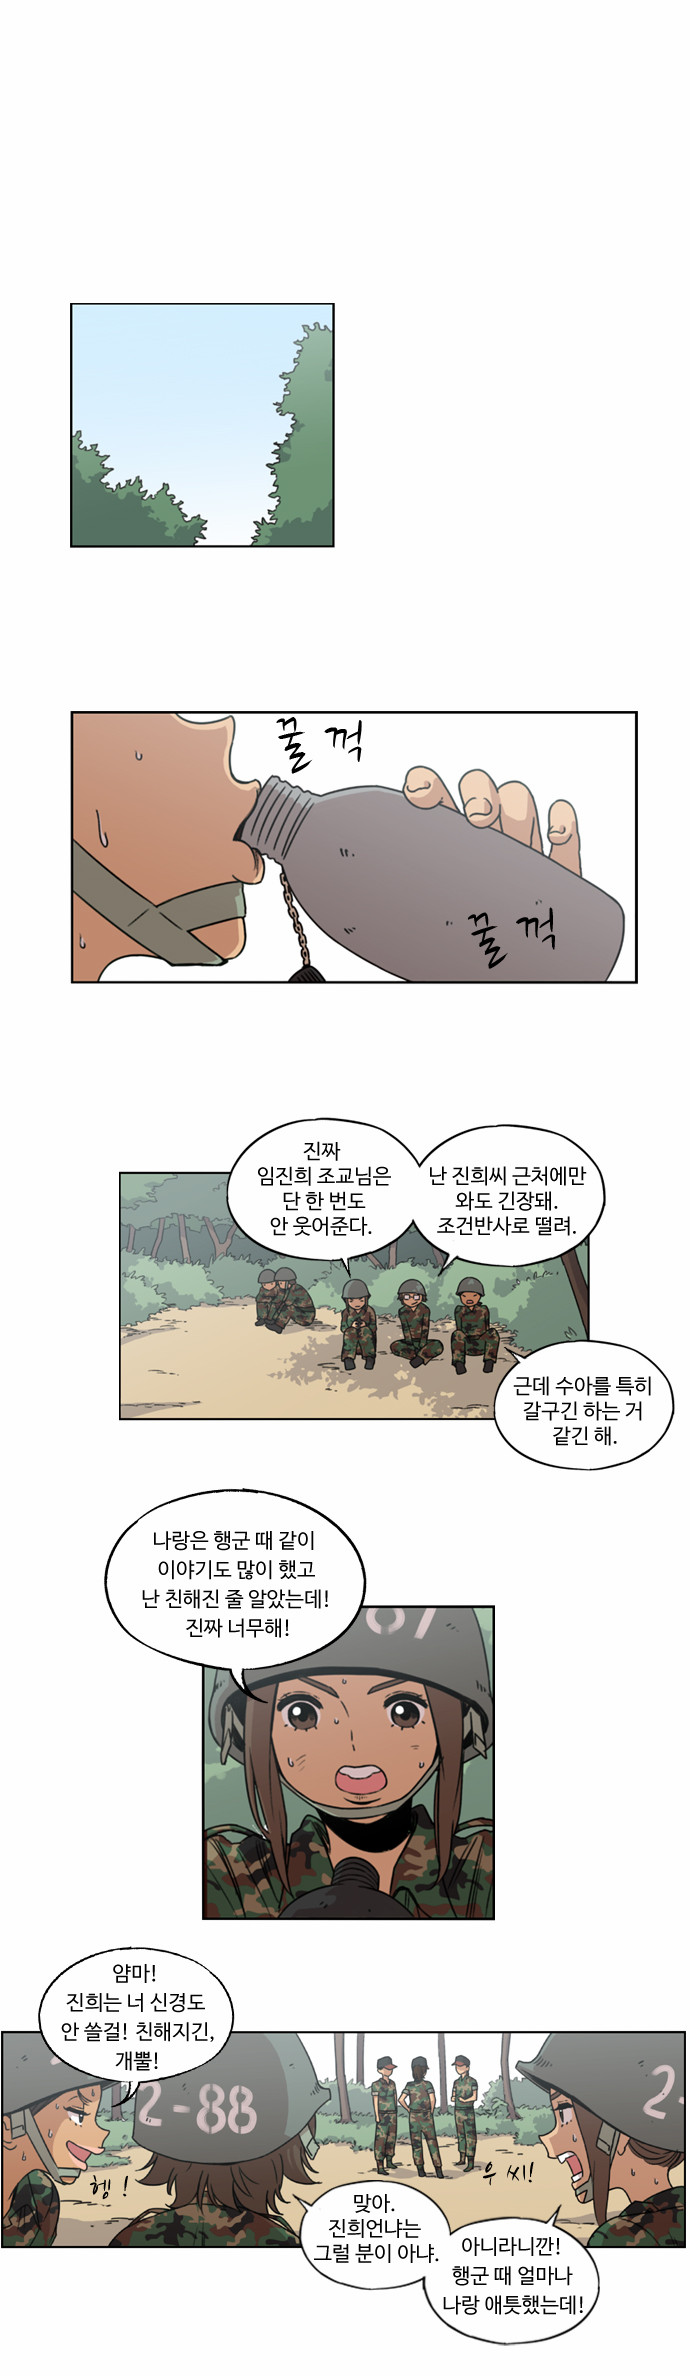 꿀 꺽
꿀 꺽
진짜
임진희 조교님은
단 한 번도
안 웃어준다.
난 진희씨 근처에만
와도 긴장돼.
조건반사로 떨려.
근데 수아를 특히
갈구긴 하는 거
같긴 해.
나랑은 행군 때 같이
이야기도 많이 했고
난 친해진 줄 알았는데!
진짜 너무해!
87
얌마!
진희는 너 신경도
안 쓸걸! 친해지긴,
개뿔!
2-88
2-
헹!
우 씨!
맞아.
진희언냐는
그럴 분이 아냐.
아니라니깐!
행군 때 얼마나
나랑 애틋했는데!